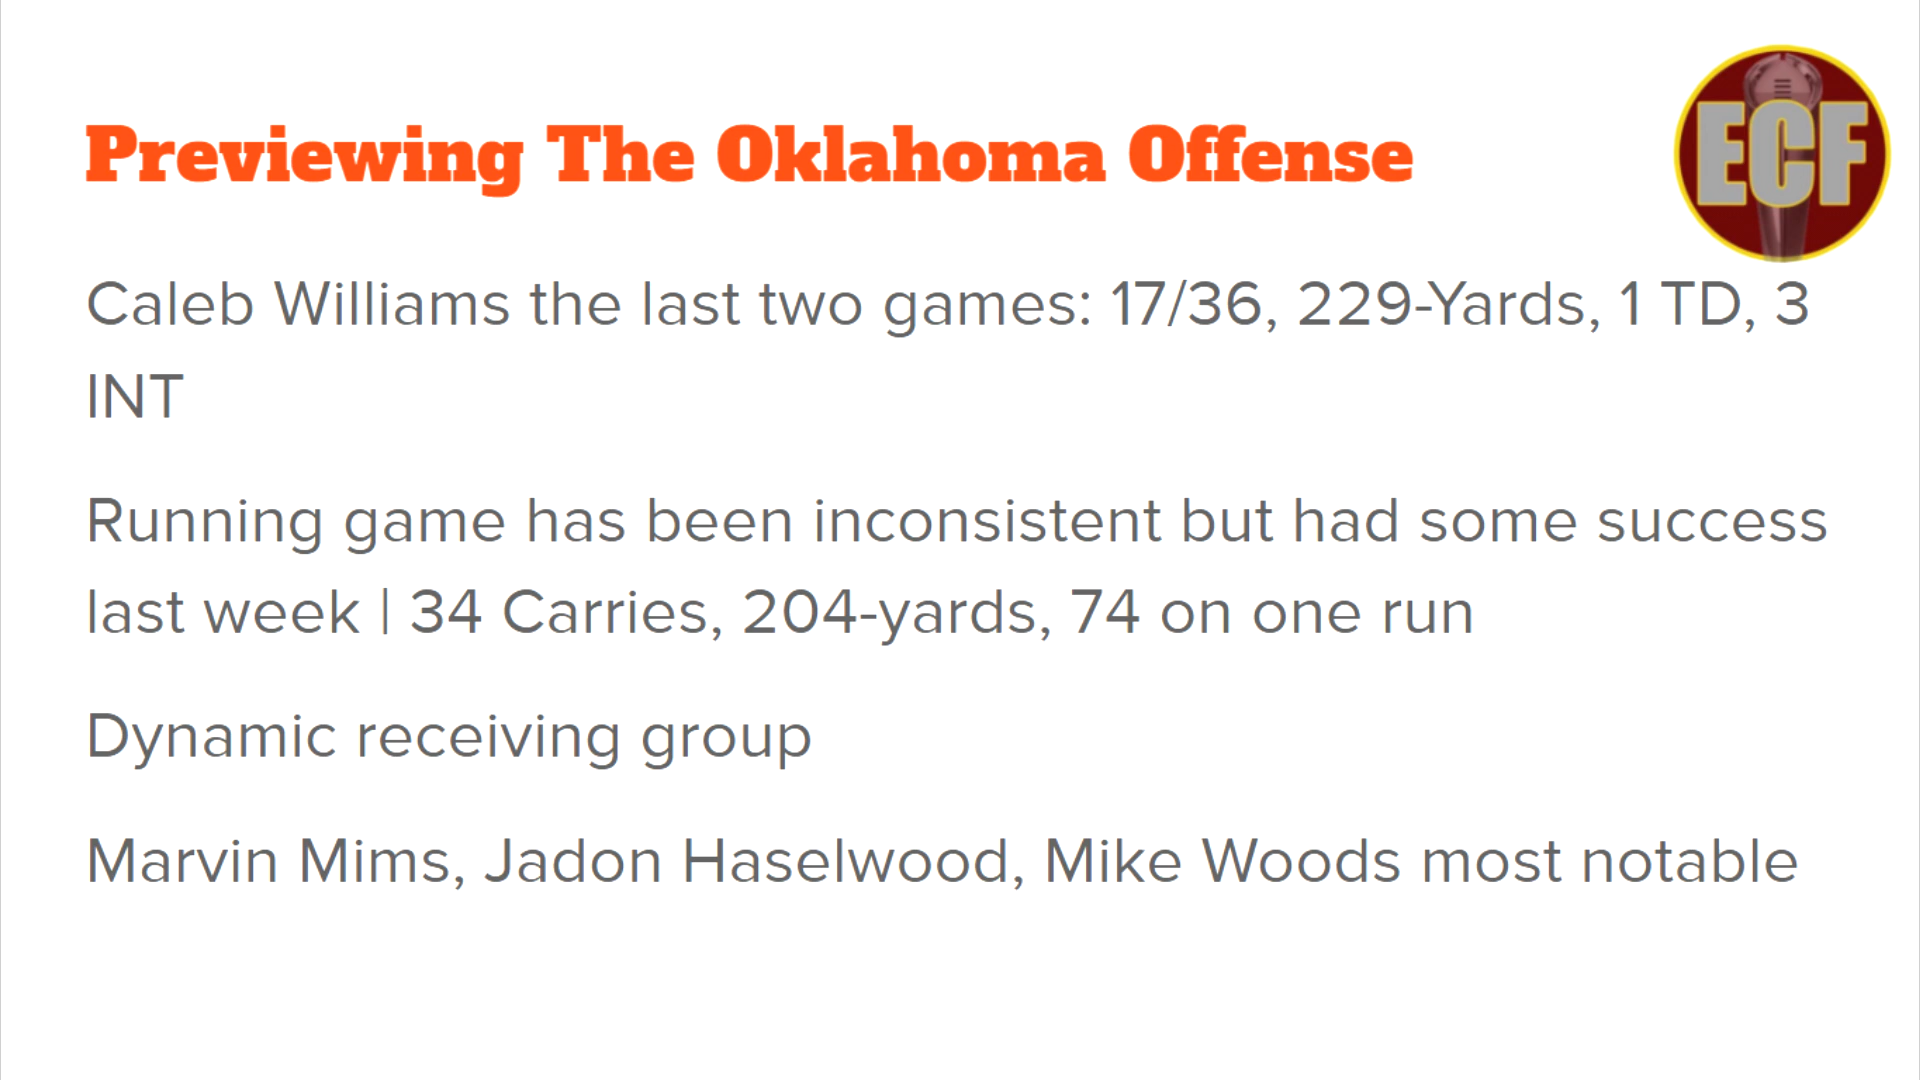 Previewing The Oklahoma Offense
ECF
Caleb Williams the last two games: 17/36, 229-Yards, 1 TD, 3
INT
Running game has been inconsistent but had some success
last week | 34 Carries, 204-yards, 74 on one run
Dynamic receiving group
Marvin Mims, Jadon Haselwood, Mike Woods most notable